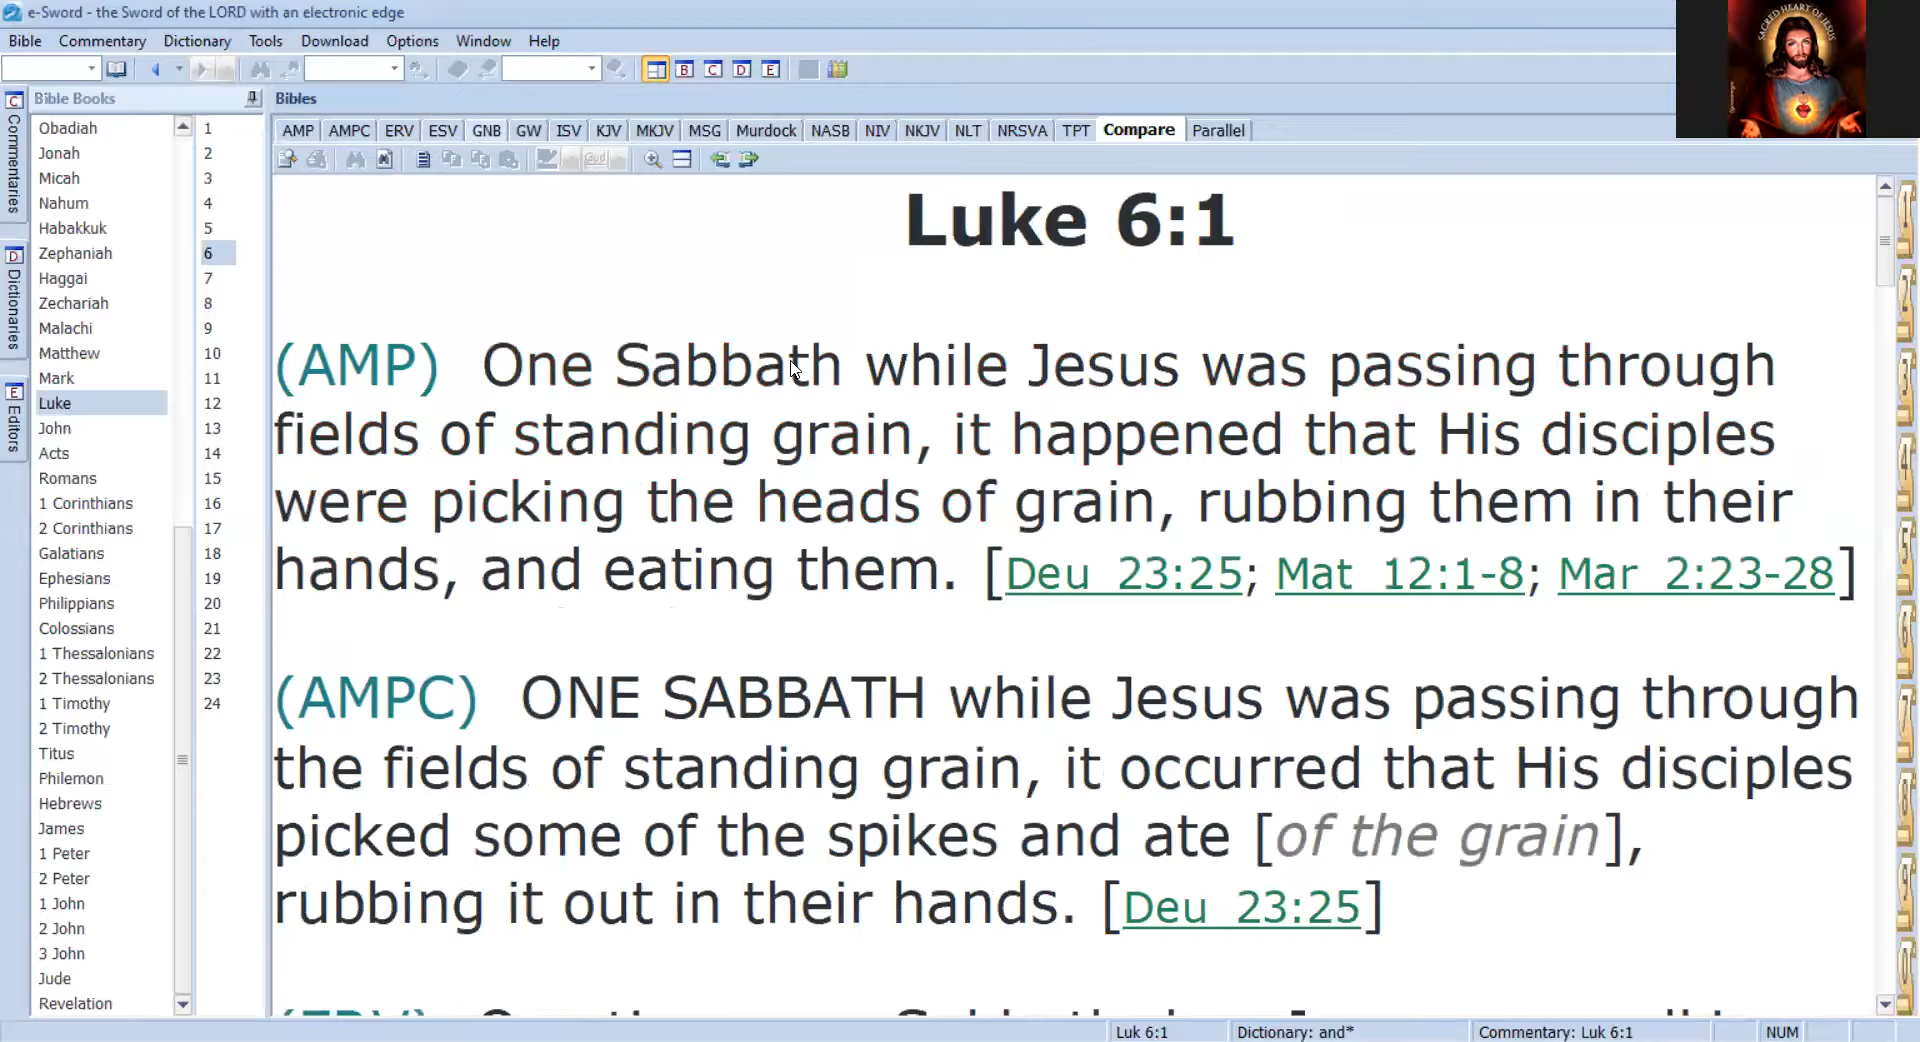 e-Sword - the Sword of the LORD with an electronic edge
Bible Commentary Dictionary Tools Download Options Window Help
SACRED HEART OF JESUS
Bible Books
Bibles
AMP AMPC ERV ESV GNB GW ISV KJV MKJV MSG Murdock NASB NIV NKJV NLT NRSVA TPT Compare Parallel
C Commentaries
D Dictionaries
E Editors
B C D E
Obadiah
Jonah
Micah
Nahum
Habakkuk
Zephaniah
Haggai
Zechariah
Malachi
Matthew
Mark
Luke
John
Acts
Romans
1 Corinthians
2 Corinthians
Galatians
Ephesians
Philippians
Colossians
1 Thessalonians
2 Thessalonians
1 Timothy
2 Timothy
Titus
Philemon
Hebrews
James
1 Peter
2 Peter
1 John
2 John
3 John
Jude
Revelation
1
2
3
4
5
6
7
8
9
10
11
12
13
14
15
16
17
18
19
20
21
22
23
24
Luke 6:1
(AMP) One Sabbath while Jesus was passing through
fields of standing grain, it happened that His disciples
were picking the heads of grain, rubbing them in their
hands, and eating them. [Deu 23:25; Mat 12:1-8; Mar 2:23-28]
(AMPC) ONE SABBATH while Jesus was passing through
the fields of standing grain, it occurred that His disciples
picked some of the spikes and ate [of the grain],
rubbing it out in their hands. [Deu 23:25]
Luk 6:1 Dictionary: and* Commentary: Luk 6:1 NUM